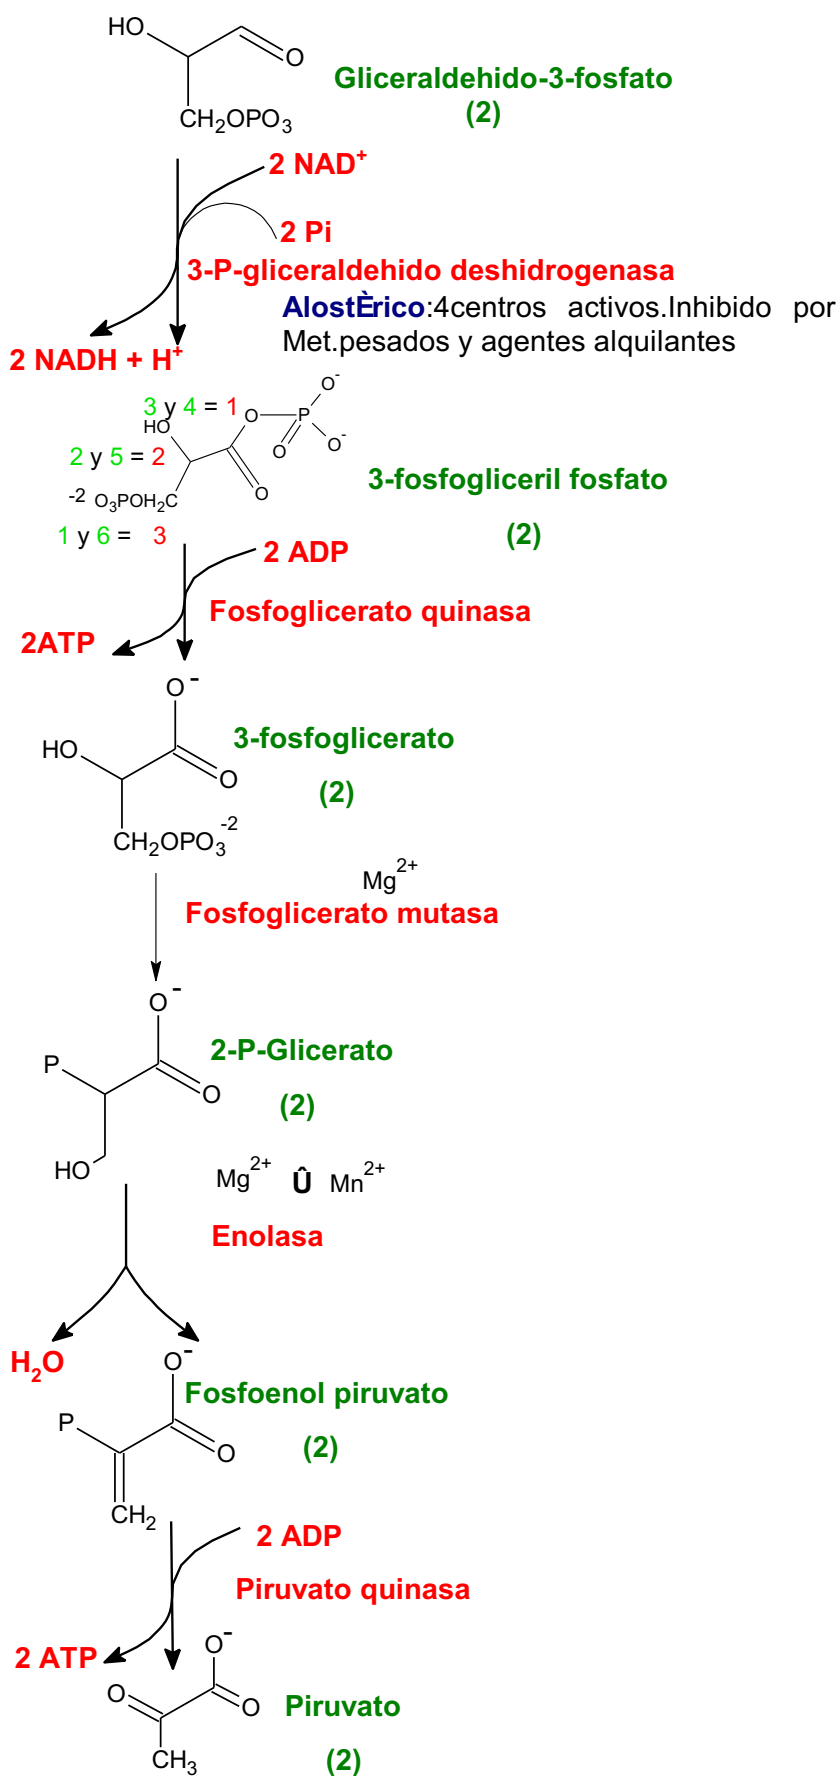 HO
O
CH2OPO3
Gliceraldehido-3-fosfato
(2)
2 NAD+
2 Pi
3-P-gliceraldehido deshidrogenasa
AlostÈrico:4centros activos.Inhibido por
Met.pesados y agentes alquilantes
2 NADH + H+
3 y 4 = 1
O
P
O-
O
O-
HO
2 y 5 = 2
O
-2 O3POH2C
3-fosfogliceril fosfato
1 y 6 = 3
(2)
2 ADP
Fosfoglicerato quinasa
2ATP
O-
HO
O
3-fosfoglicerato
(2)
CH2OPO3-2
Mg2+
Fosfoglicerato mutasa
O-
2-P-Glicerato
P
O
(2)
HO
Mg2+ Û Mn2+
Enolasa
H2O
O-
Fosfoenol piruvato
P
O
(2)
CH2
2 ADP
Piruvato quinasa
2 ATP
O-
O
O
Piruvato
CH3
(2)